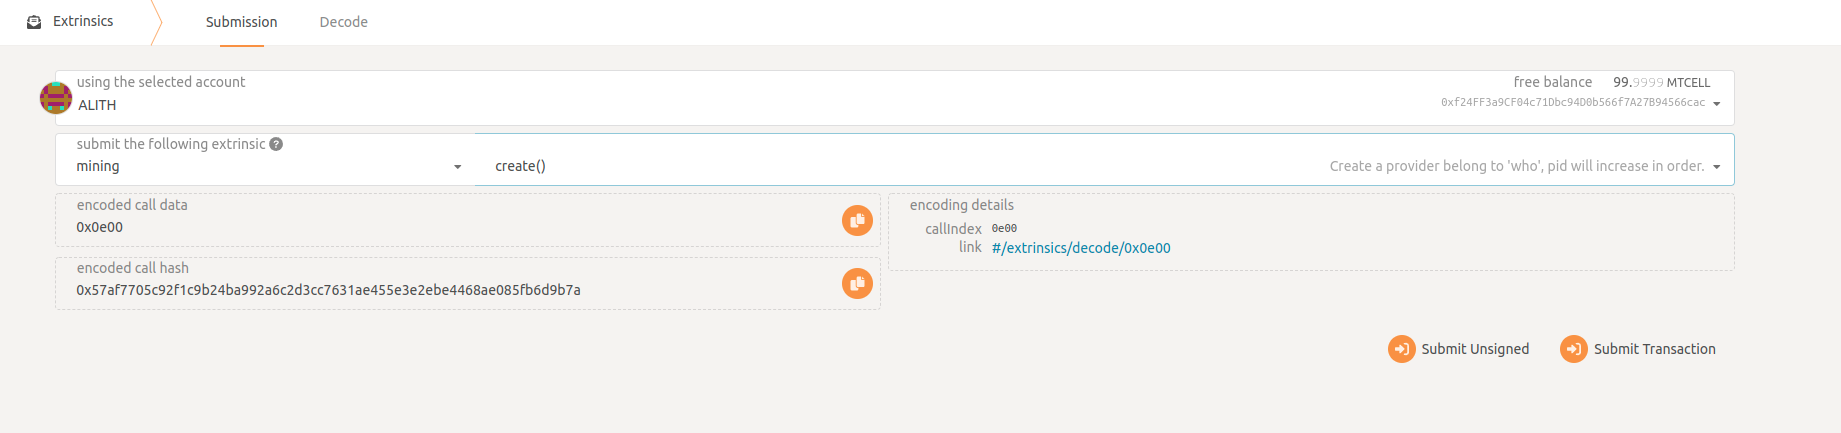 Extrinsics
Submission
Decode
using the selected account
ALITH
free balance 99.9999 MTCELL
0xf24FF3a9CF04c71Dbc94D0b566f7A27B94566cac
submit the following extrinsic ?
mining
create()
Create a provider belong to 'who', pid will increase in order.
encoded call data
0x0e00
encoding details
callIndex 0e00
link #/extrinsics/decode/0x0e00
encoded call hash
0x57af7705c92f1c9b24ba992a6c2d3cc7631ae455e3e2ebe4468ae085fb6d9b7a
Submit Unsigned
Submit Transaction